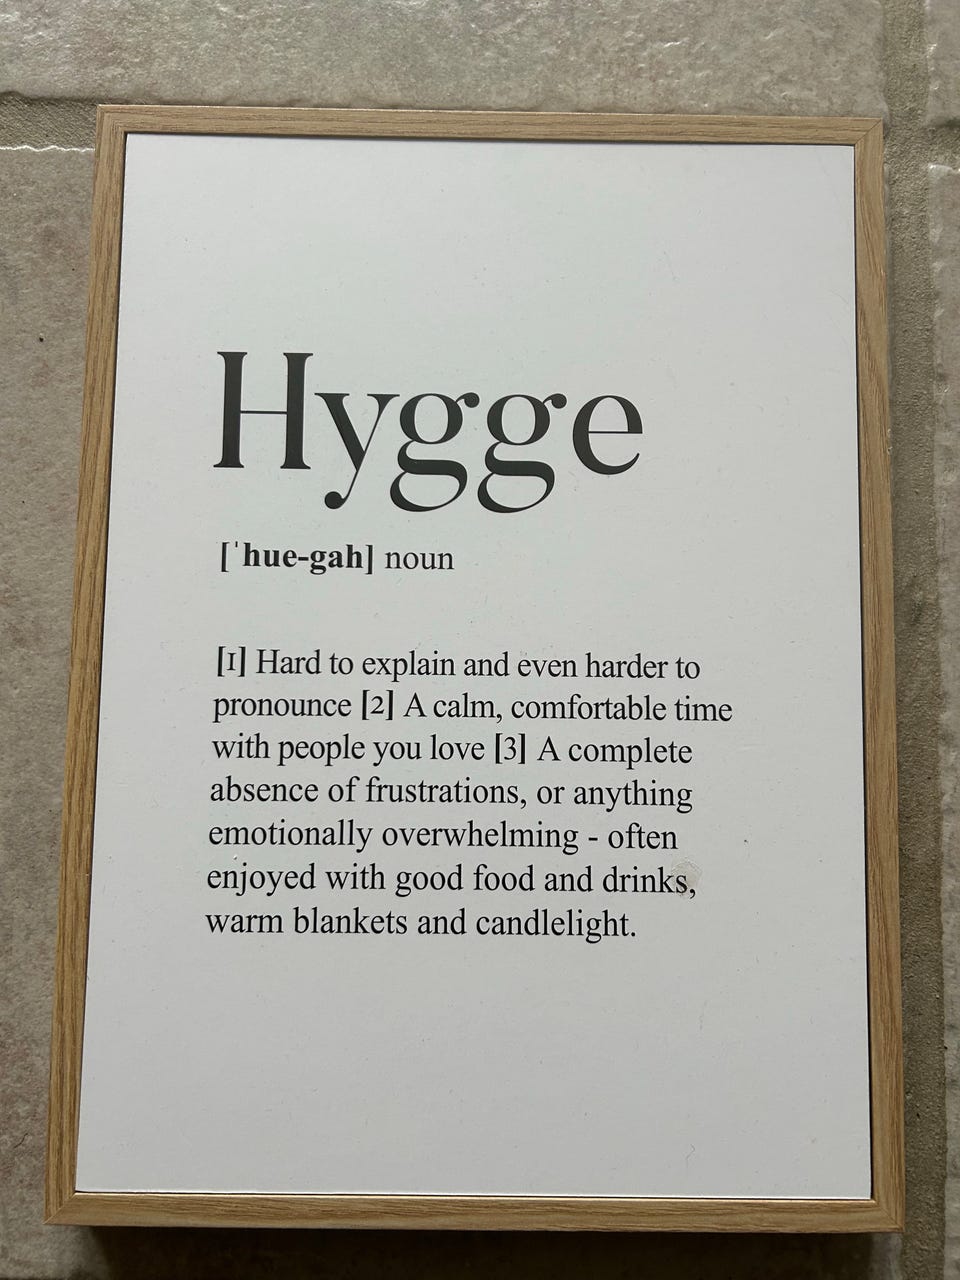 Hygge
[ˈhue-gah] noun
[1] Hard to explain and even harder to
pronounce [2] A calm, comfortable time
with people you love [3] A complete
absence of frustrations, or anything
emotionally overwhelming - often
enjoyed with good food and drinks,
warm blankets and candlelight.